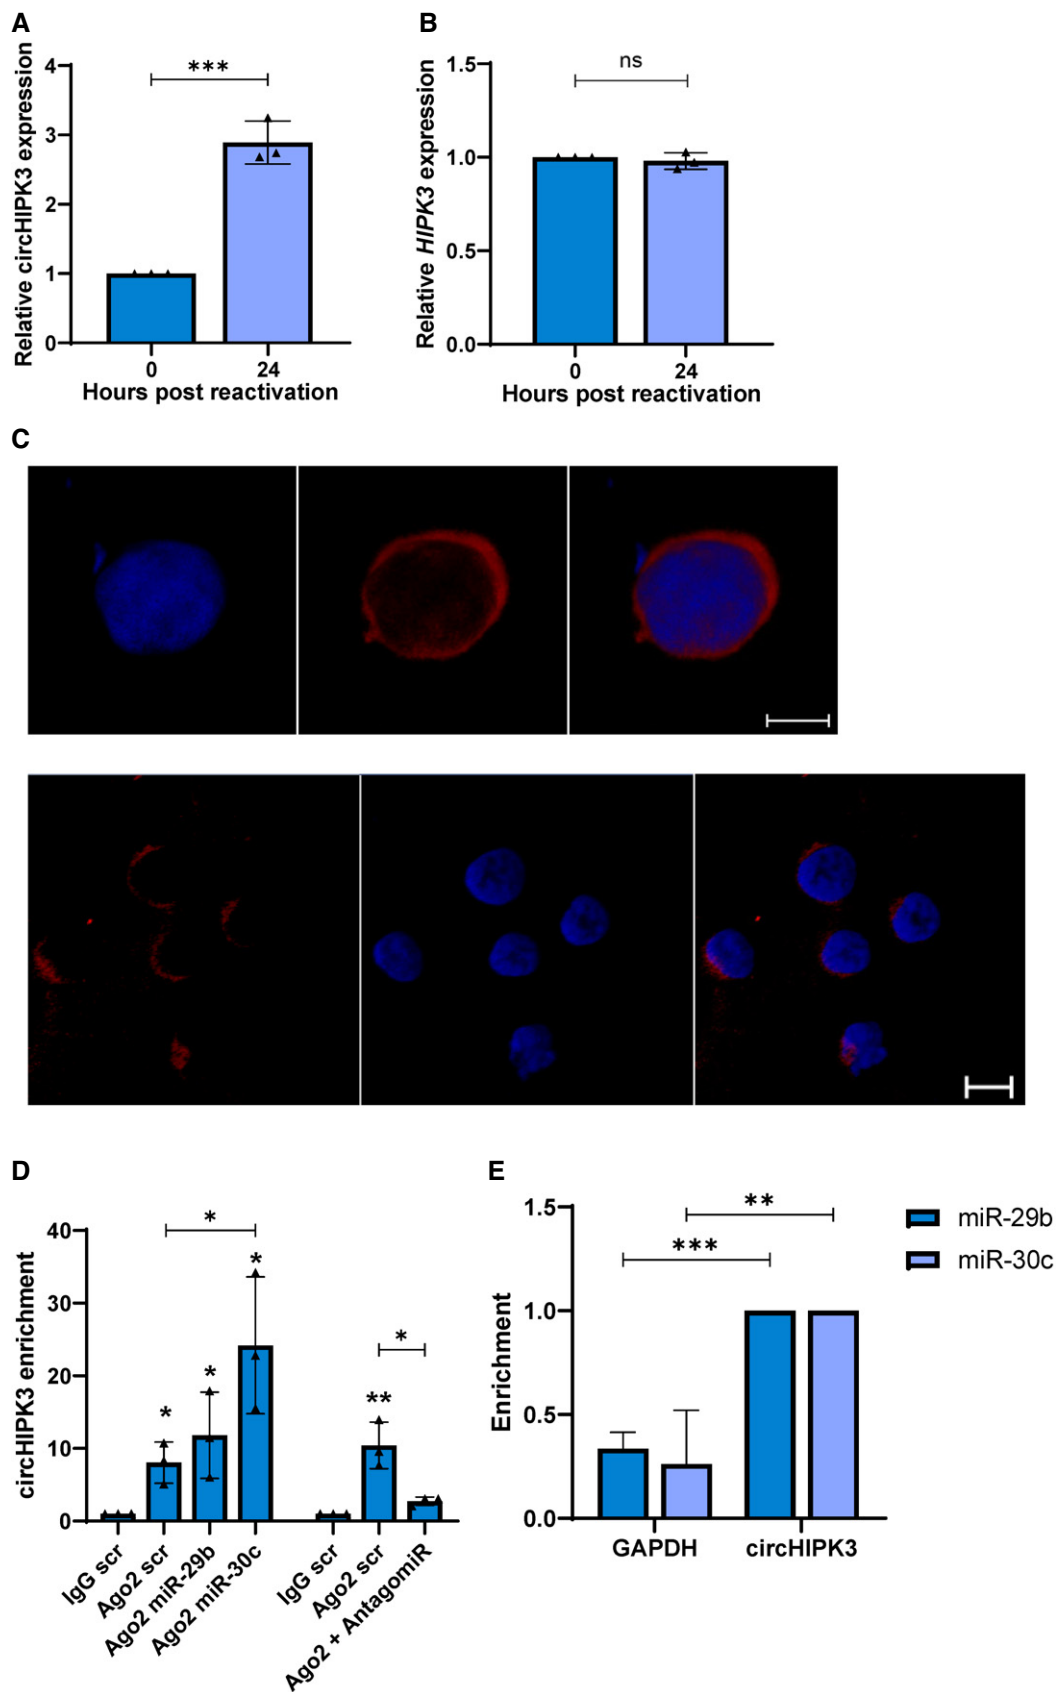 A
Relative circHIPK3 expression
4
3
2
1
0
***
0
24
Hours post reactivation
B
Relative HIPK3 expression
1.5
1.0
0.5
0.0
ns
0
24
Hours post reactivation
C
D
circHIPK3 enrichment
40
30
20
10
0
*
*
*
*
**
*
IgG scr
Ago2 scr
Ago2 miR-29b
Ago2 miR-30c
IgG scr
Ago2 scr
Ago2 + AntagomiR
E
Enrichment
1.5
1.0
0.5
0.0
**
***
GAPDH
circHIPK3
miR-29b
miR-30c